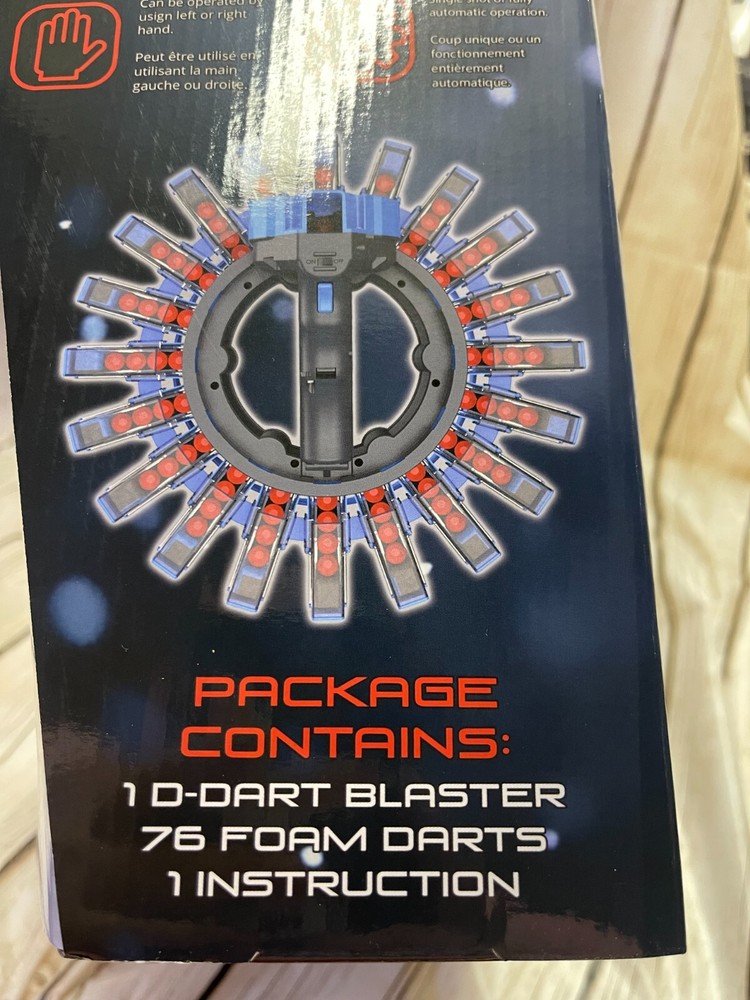 Can be operated by
usign left or right
hand.
Peut être utilisé en
utilisant la main
gauche ou droite.
single shot or fully
automatic operation.
Coup unique ou un
fonctionnement
entièrement
automatique.
ON OFF
PACKAGE
CONTAINS:
1 D-DART BLASTER
76 FOAM DARTS
1 INSTRUCTION